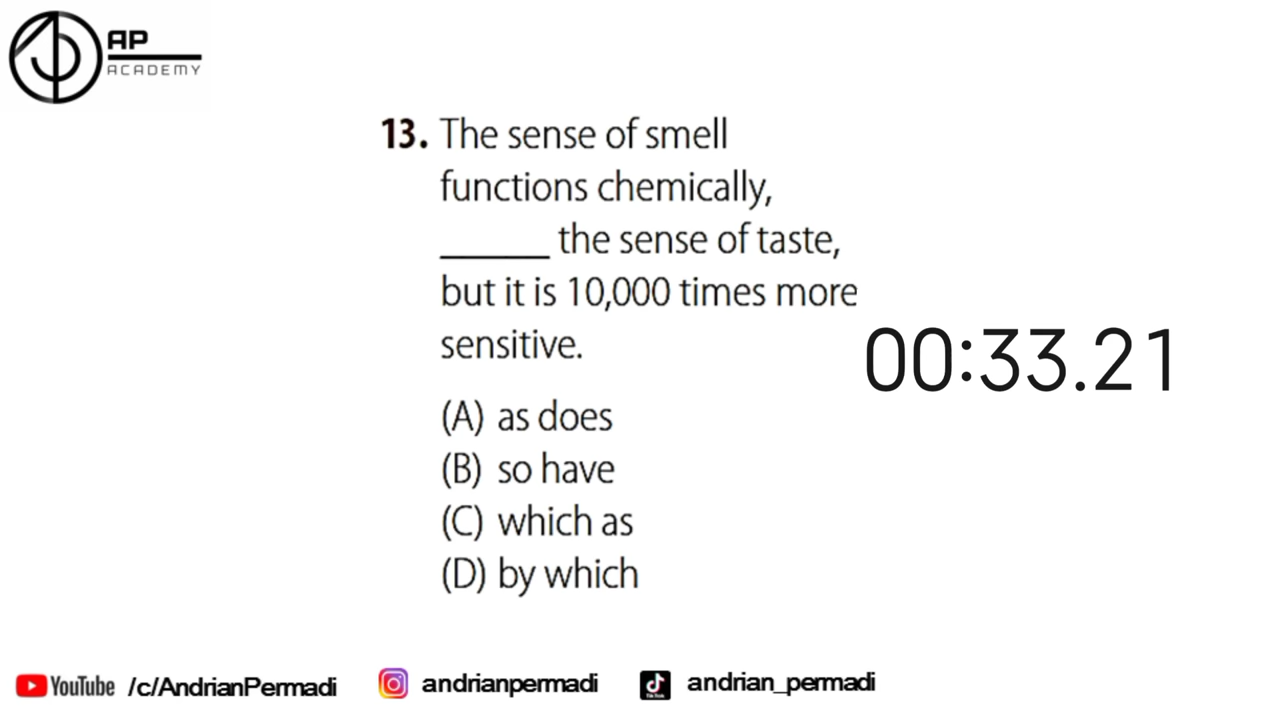 AP
ACADEMY
13. The sense of smell
functions chemically,
______ the sense of taste,
but it is 10,000 times more
sensitive.
00:33.21
(A) as does
(B) so have
(C) which as
(D) by which
YouTube /c/AndrianPermadi andrianpermadi andrian_permadi